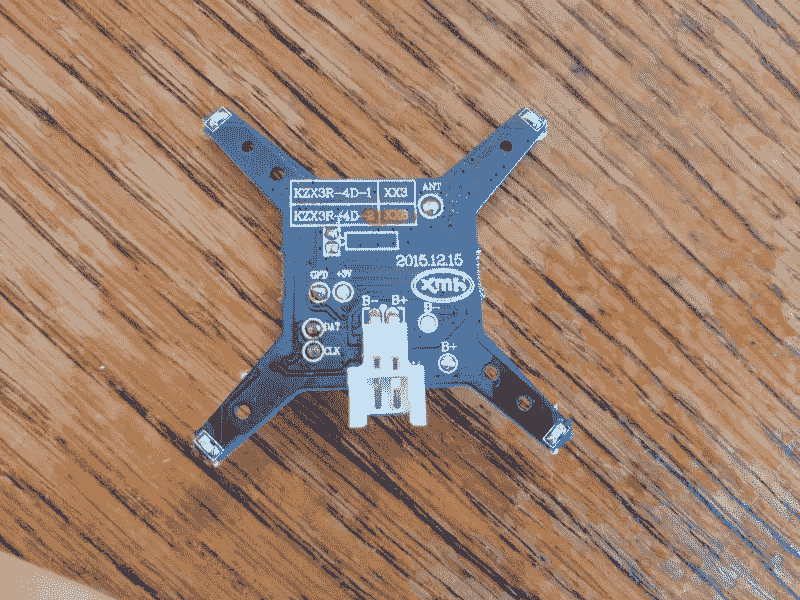 KZX3R-4D-1 XX3
ANT
KZX3R-4D-
2015.12.15
xmh
GND +3V
B- B+
B-
DAT
B+
CLK